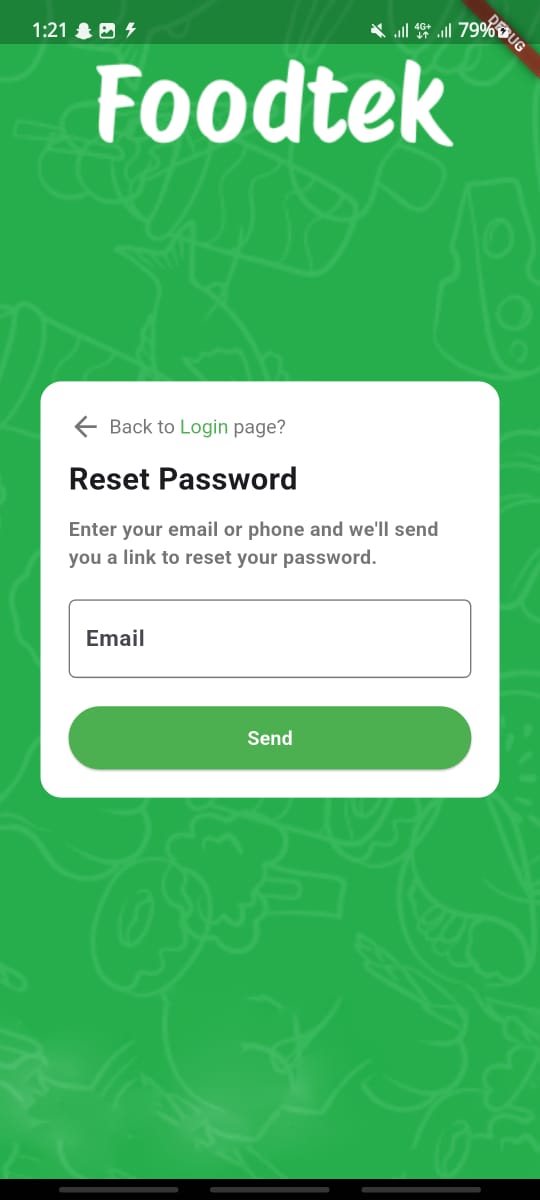 1:21 4G+ 79%
DEBUG
Foodtek
Back to Login page?
Reset Password
Enter your email or phone and we'll send
you a link to reset your password.
Email
Send